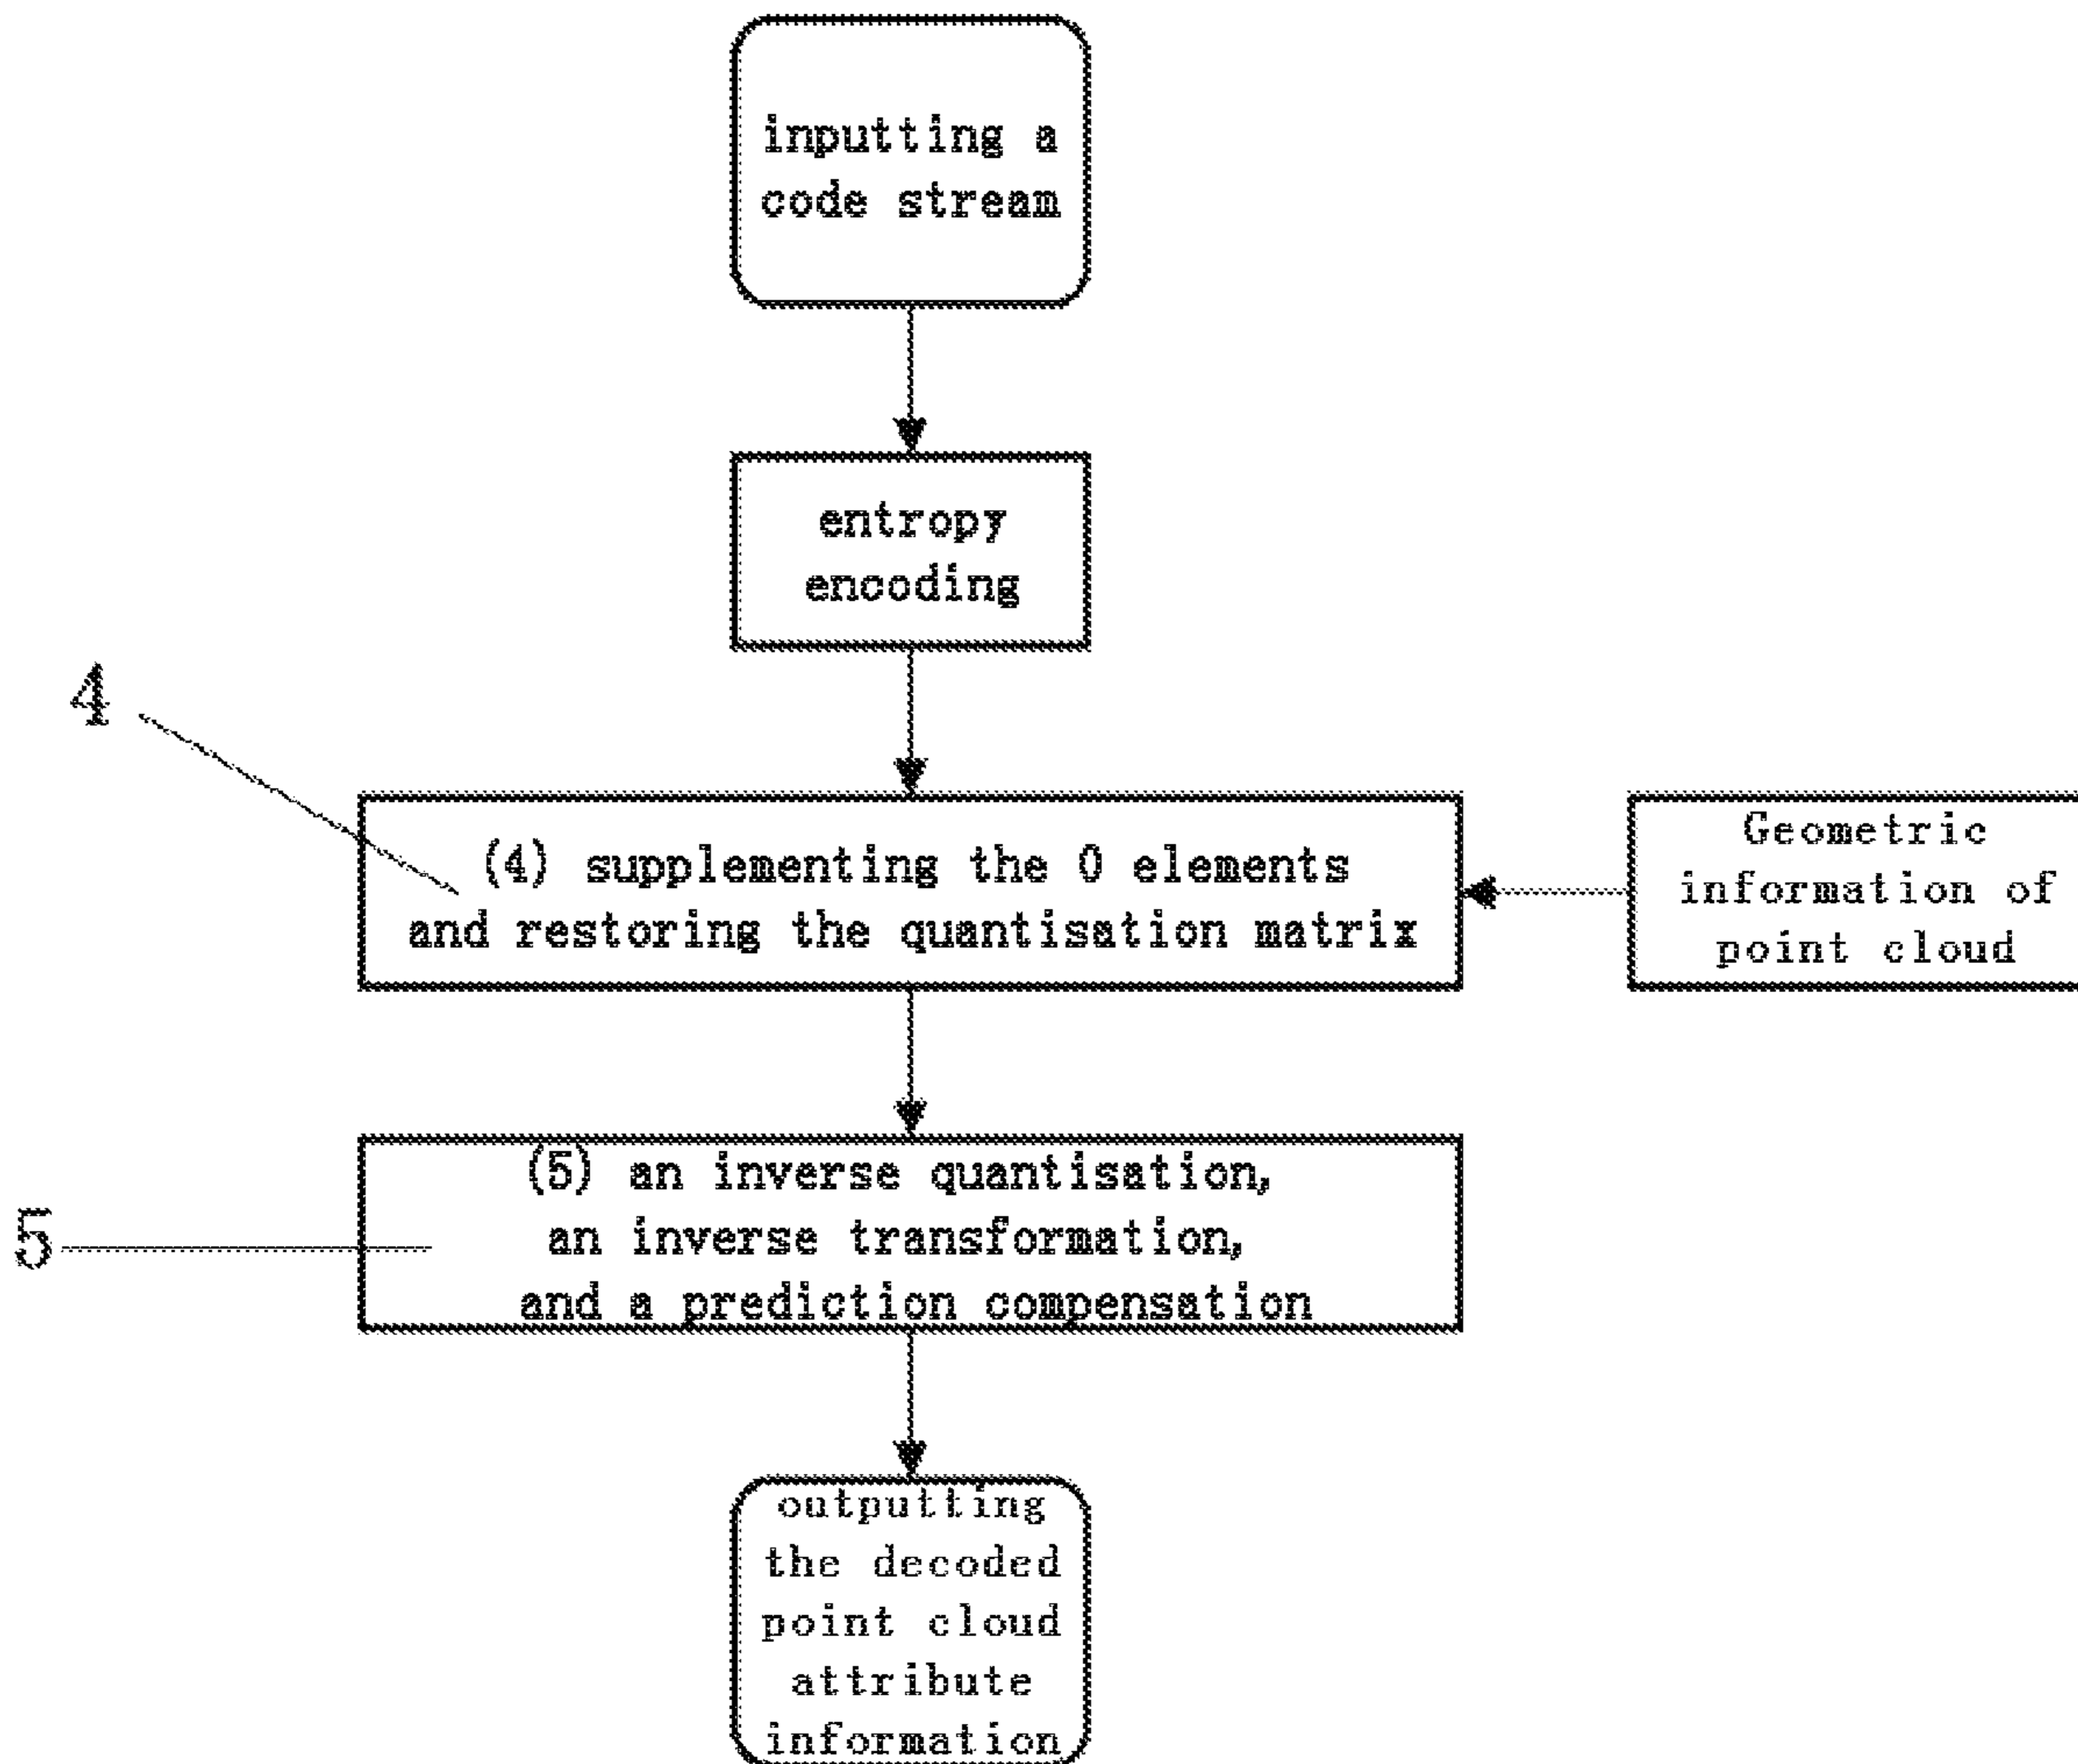 inputting a
code stream
entropy
encoding
4
(4) supplementing the 0 elements
and restoring the quantisation matrix
Geometric
information of
point cloud
5
(5) an inverse quantisation,
an inverse transformation,
and a prediction compensation
outputting
the decoded
point cloud
attribute
information